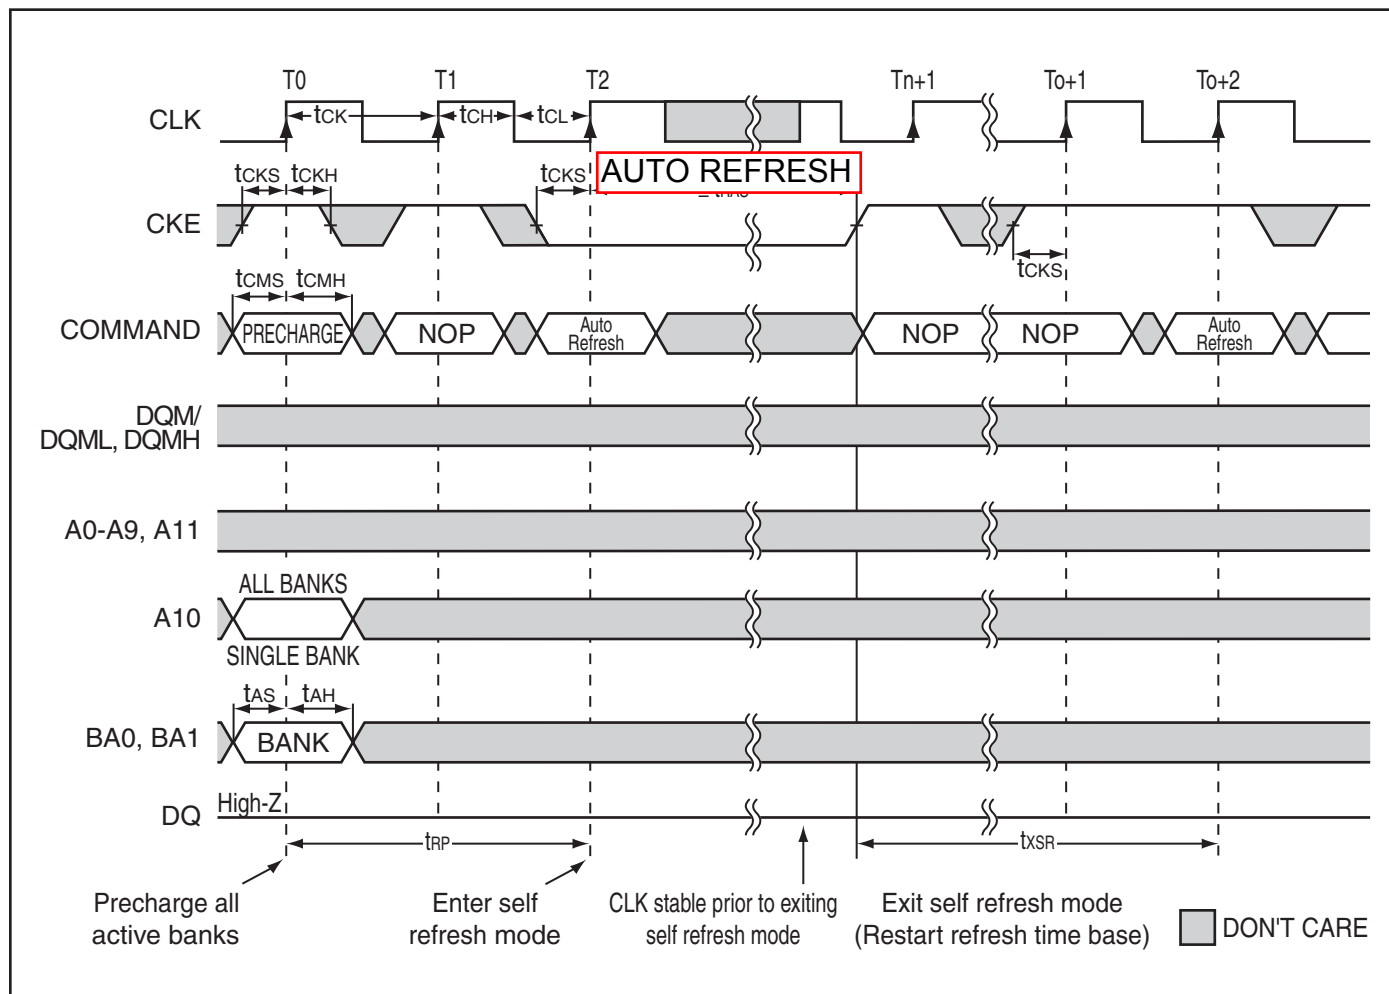 T0 T1 T2 Tn+1 To+1 To+2
CLK
tCK tCH tCL
AUTO REFRESH
tCKS tCKH tCKS
CKE
tCKS
tCMS tCMH
COMMAND
PRECHARGE NOP Auto Refresh NOP NOP Auto Refresh
DQM/
DQML, DQMH
A0-A9, A11
ALL BANKS
A10
SINGLE BANK
tAS tAH
BA0, BA1 BANK
DQ High-Z
tRP tXSR
Precharge all
active banks
Enter self
refresh mode
CLK stable prior to exiting
self refresh mode
Exit self refresh mode
(Restart refresh time base)
DON'T CARE